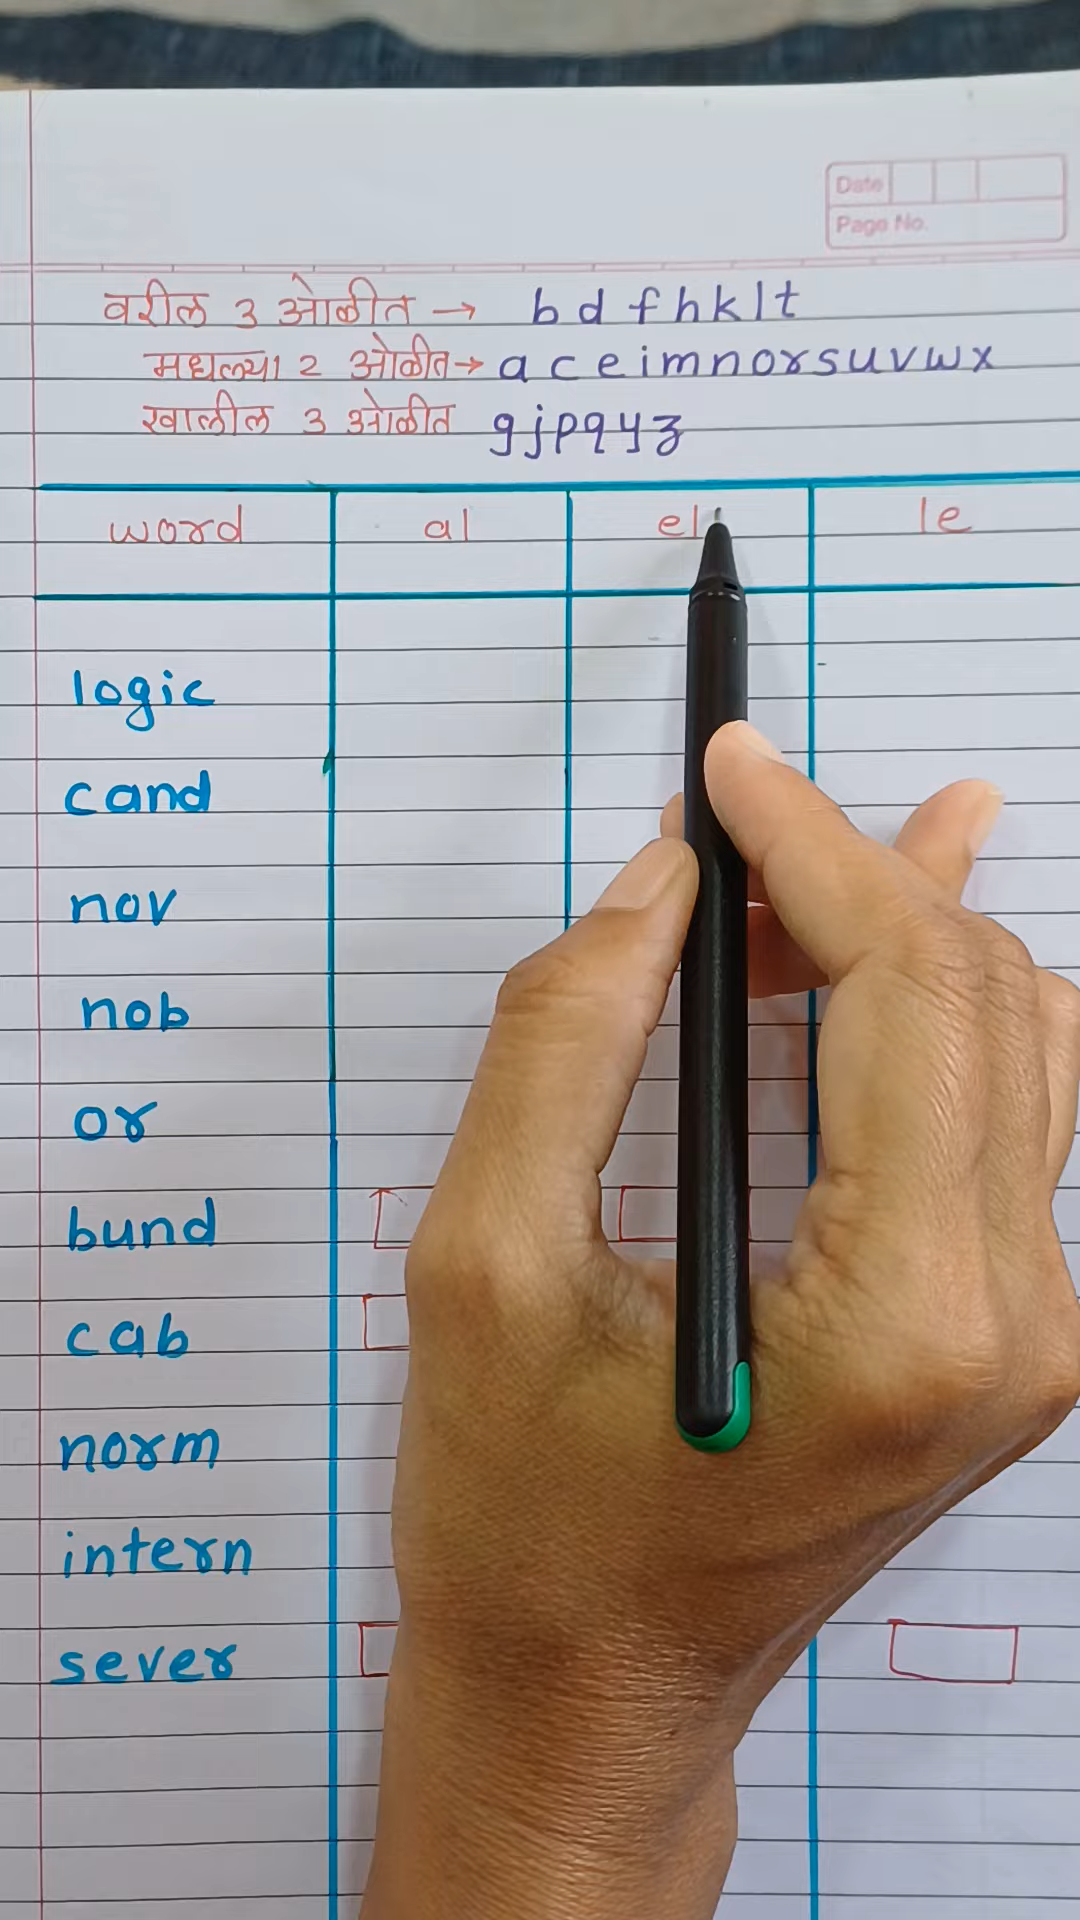 Date
Page No.
वरील 3 ओळीत → b d f h k l t
मधल्या 2 ओळीत → a c e i m n o r s u v w x
खालील 3 ओळीत g j p q y z
word al el le
logic
cand
nov
nob
or
bund
cab
norm
intern
sever